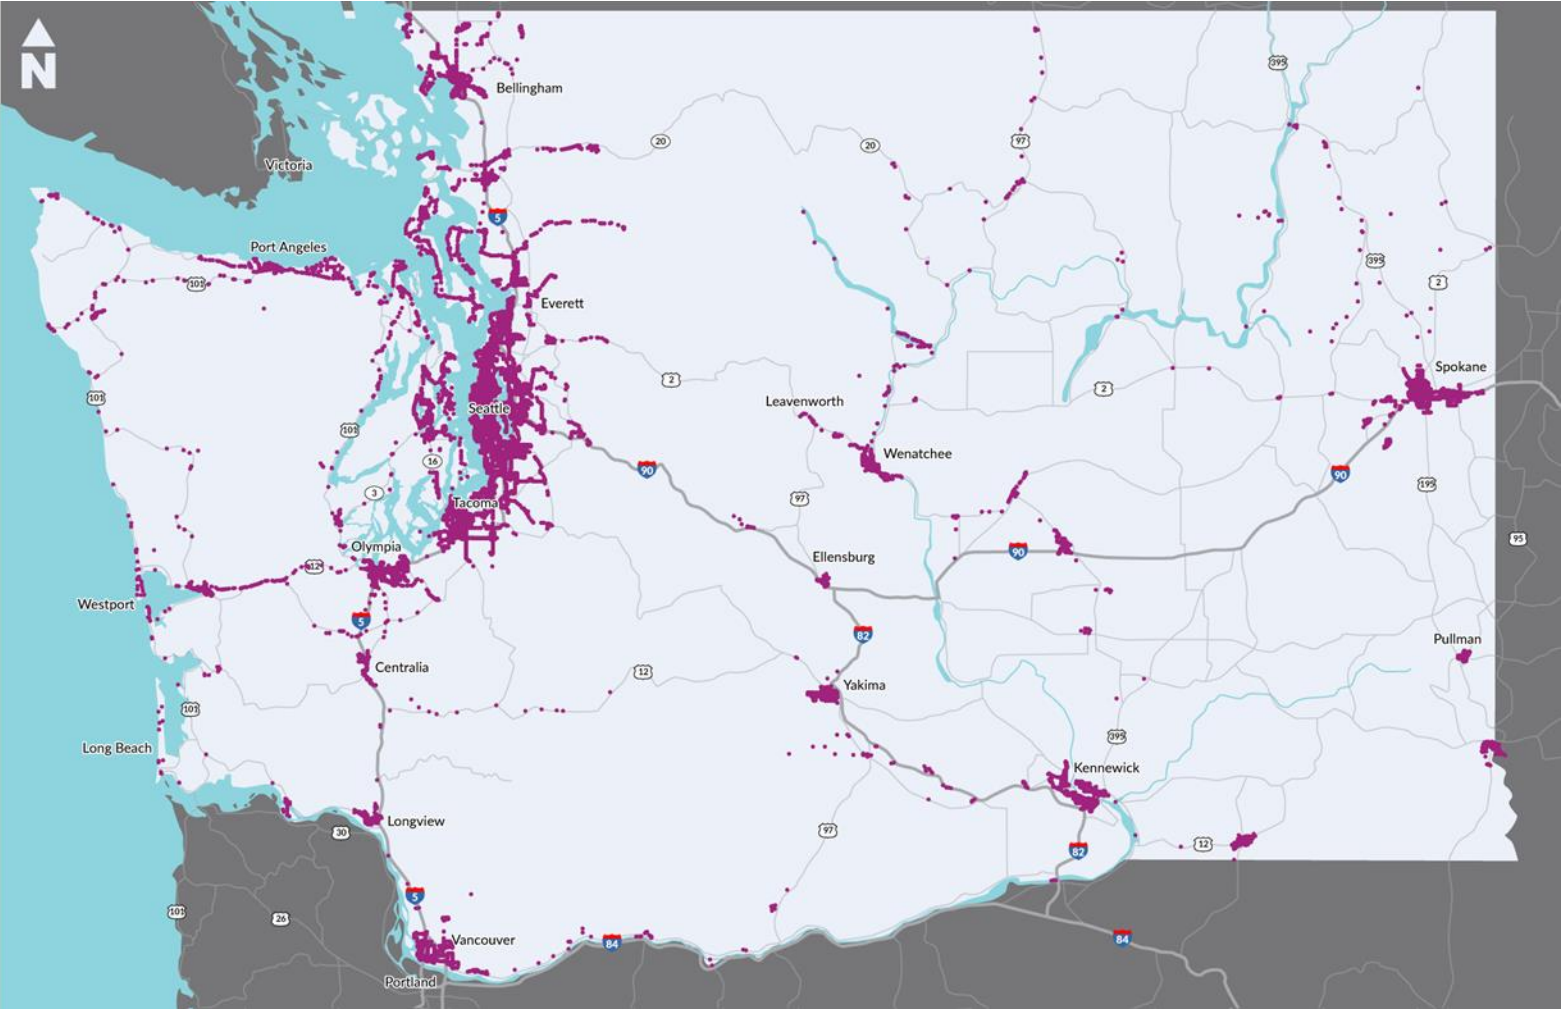 N
395
Bellingham
20
20
97
Victoria
5
Port Angeles
395
101
2
Everett
Spokane
2
2
101
Leavenworth
Seattle
101
Wenatchee
16
90
90
195
3
97
Tacoma
95
Olympia
90
Ellensburg
12
Westport
5
82
Pullman
Centralia
12
Yakima
101
395
Long Beach
Kennewick
Longview
30
97
12
82
5
101
26
Vancouver
84
84
Portland